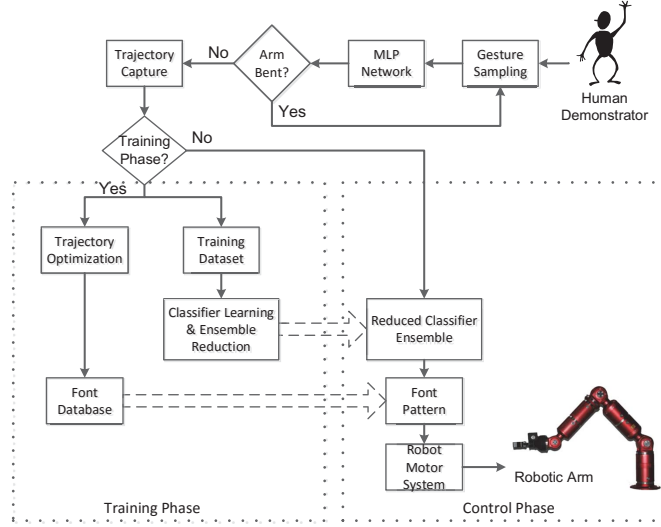 Trajectory
Capture
No
Arm
Bent?
Yes
MLP
Network
Gesture
Sampling
Human
Demonstrator
Training
Phase?
No
Yes
Trajectory
Optimization
Training
Dataset
Classifier Learning
& Ensemble
Reduction
Reduced Classifier
Ensemble
Font
Database
Font
Pattern
Robot
Motor
System
Robotic Arm
Training Phase
Control Phase